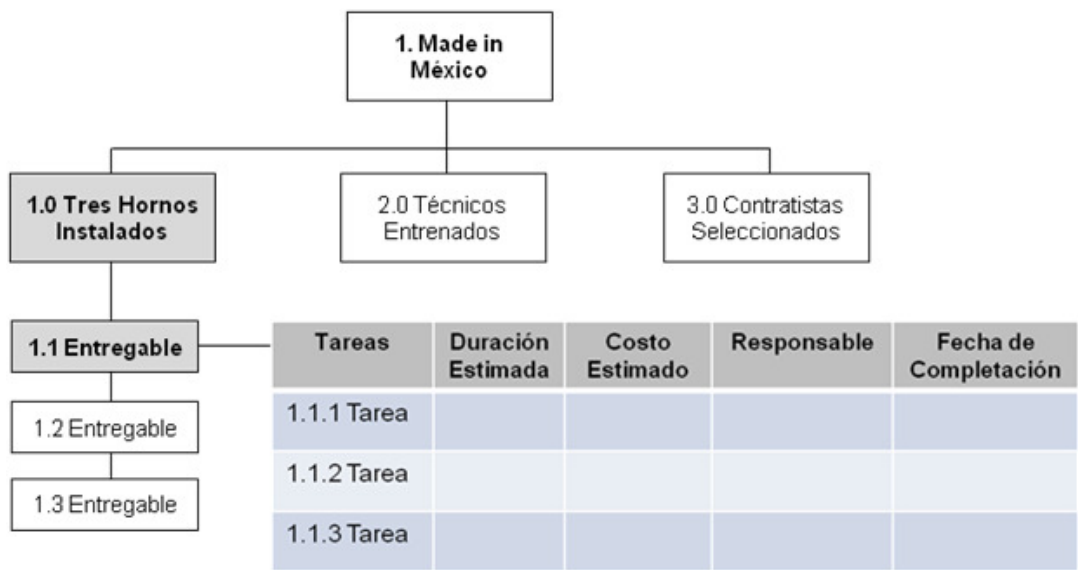 1. Made in
México
1.0 Tres Hornos
Instalados
2.0 Técnicos
Entrenados
3.0 Contratistas
Seleccionados
1.1 Entregable
1.2 Entregable
1.3 Entregable
Tareas
Duración
Estimada
Costo
Estimado
Responsable
Fecha de
Completación
1.1.1 Tarea
1.1.2 Tarea
1.1.3 Tarea